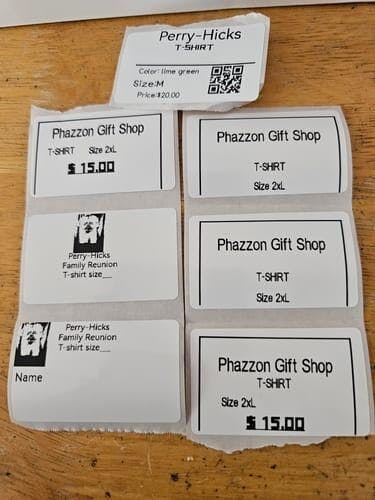 Perry-Hicks
T-SHIRT
Color: lime green
Size:M
Price:$20.00
Phazzon Gift Shop
T-SHIRT Size 2xL
$ 15.00
Perry-Hicks
Family Reunion
T-shirt size__
Perry-Hicks
Family Reunion
T-shirt size__
Name
Phazzon Gift Shop
T-SHIRT
Size 2xL
Phazzon Gift Shop
T-SHIRT
Size 2xL
Phazzon Gift Shop
T-SHIRT
Size 2xL
$ 15.00